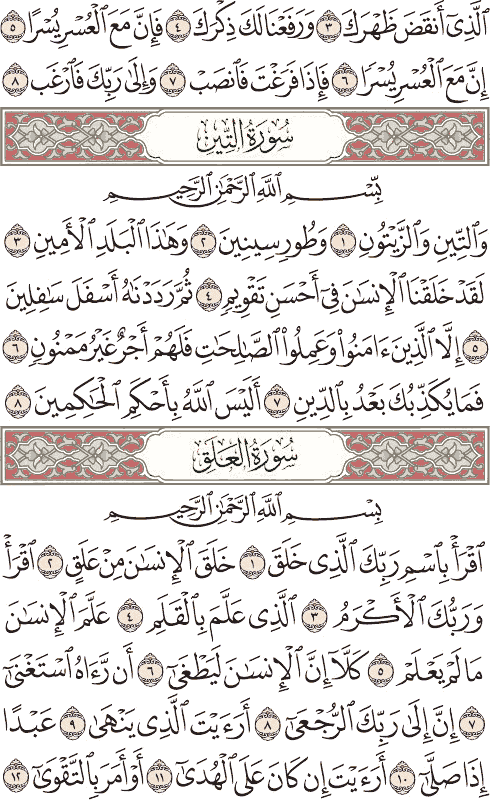 ٱلَّذِىٓ أَنقَضَ ظَهْرَكَ ٣ وَرَفَعْنَا لَكَ ذِكْرَكَ ٤ فَإِنَّ مَعَ ٱلْعُسْرِ يُسْرًا ٥
إِنَّ مَعَ ٱلْعُسْرِ يُسْرًا ٦ فَإِذَا فَرَغْتَ فَٱنصَبْ ٧ وَإِلَىٰ رَبِّكَ فَٱرْغَب ٨
سُورَةُ التِّينِ
بِسْمِ ٱللَّهِ ٱلرَّحْمَٰنِ ٱلرَّحِيمِ
وَٱلتِّينِ وَٱلزَّيْتُونِ ١ وَطُورِ سِينِينَ ٢ وَهَٰذَا ٱلْبَلَدِ ٱلْأَمِينِ ٣
لَقَدْ خَلَقْنَا ٱلْإِنسَٰنَ فِىٓ أَحْسَنِ تَقْوِيمٍ ٤ ثُمَّ رَدَدْنَٰهُ أَسْفَلَ سَٰفِلِينَ
٥ إِلَّا ٱلَّذِينَ ءَامَنُوا۟ وَعَمِلُوا۟ ٱلصَّٰلِحَٰتِ فَلَهُمْ أَجْرٌ غَيْرُ مَمْنُونٍ ٦
فَمَا يُكَذِّبُكَ بَعْدُ بِٱلدِّينِ ٧ أَلَيْسَ ٱللَّهُ بِأَحْكَمِ ٱلْحَٰكِمِينَ ٨
سُورَةُ العَلَقِ
بِسْمِ ٱللَّهِ ٱلرَّحْمَٰنِ ٱلرَّحِيمِ
ٱقْرَأْ بِٱسْمِ رَبِّكَ ٱلَّذِى خَلَقَ ١ خَلَقَ ٱلْإِنسَٰنَ مِنْ عَلَقٍ ٢ ٱقْرَأْ
وَرَبُّكَ ٱلْأَكْرَمُ ٣ ٱلَّذِى عَلَّمَ بِٱلْقَلَمِ ٤ عَلَّمَ ٱلْإِنسَٰنَ
مَا لَمْ يَعْلَمْ ٥ كَلَّآ إِنَّ ٱلْإِنسَٰنَ لَيَطْغَىٰٓ ٦ أَن رَّءَاهُ ٱسْتَغْنَىٰٓ
٧ إِنَّ إِلَىٰ رَبِّكَ ٱلرُّجْعَىٰٓ ٨ أَرَءَيْتَ ٱلَّذِى يَنْهَىٰ ٩ عَبْدًا
إِذَا صَلَّىٰٓ ١٠ أَرَءَيْتَ إِن كَانَ عَلَى ٱلْهُدَىٰٓ ١١ أَوْ أَمَرَ بِٱلتَّقْوَىٰٓ ١٢